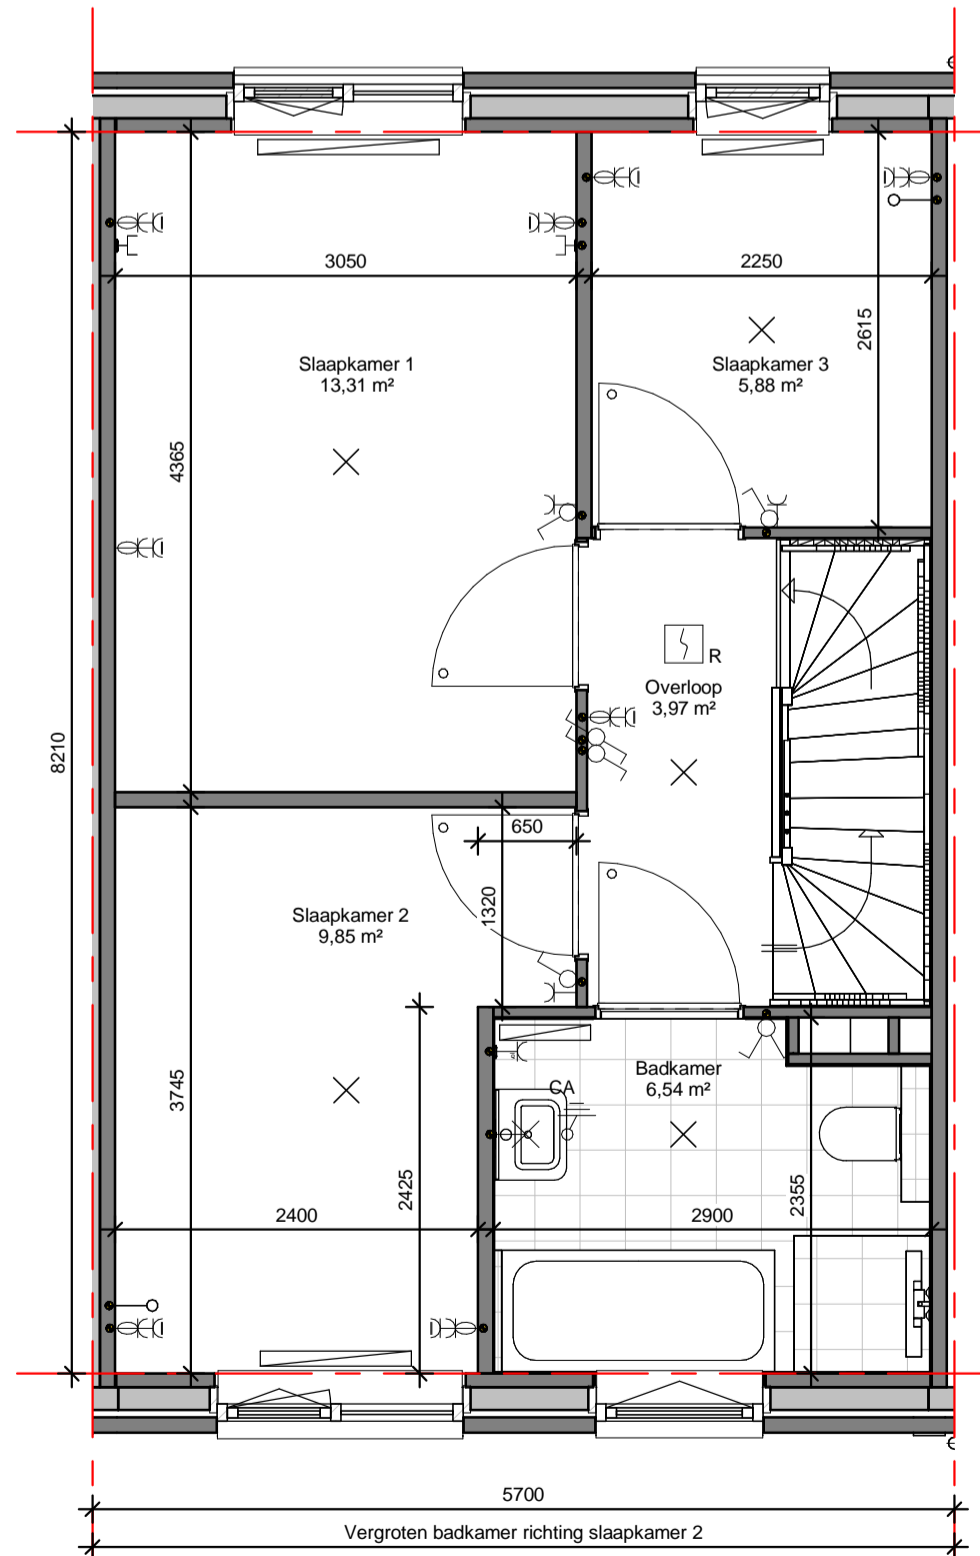 3050
2250
2615
Slaapkamer 1
13,31 m²
Slaapkamer 3
5,88 m²
4365
R
Overloop
3,97 m²
8210
650
1320
Slaapkamer 2
9,85 m²
3745
2425
Badkamer
6,54 m²
CA
2355
2400
2900
5700
Vergroten badkamer richting slaapkamer 2